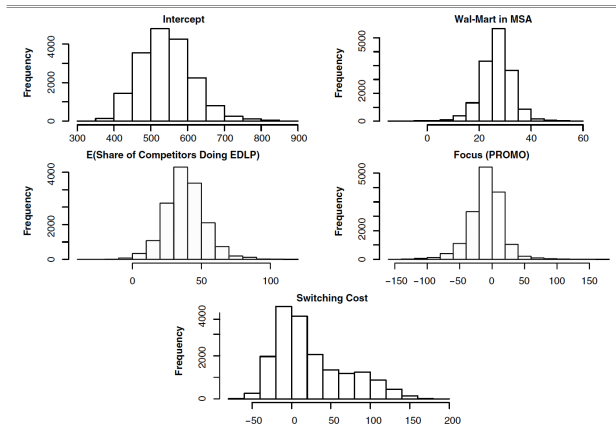 Intercept
Frequency
0 2000 4000
300 400 500 600 700 800 900
Wal-Mart in MSA
Frequency
0 2000 5000
0 20 40 60
E(Share of Competitors Doing EDLP)
Frequency
0 2000 4000
0 50 100
Focus (PROMO)
Frequency
0 2000 5000
−150 −100 −50 0 50 100 150
Switching Cost
Frequency
0 2000 4000
−50 0 50 100 150 200